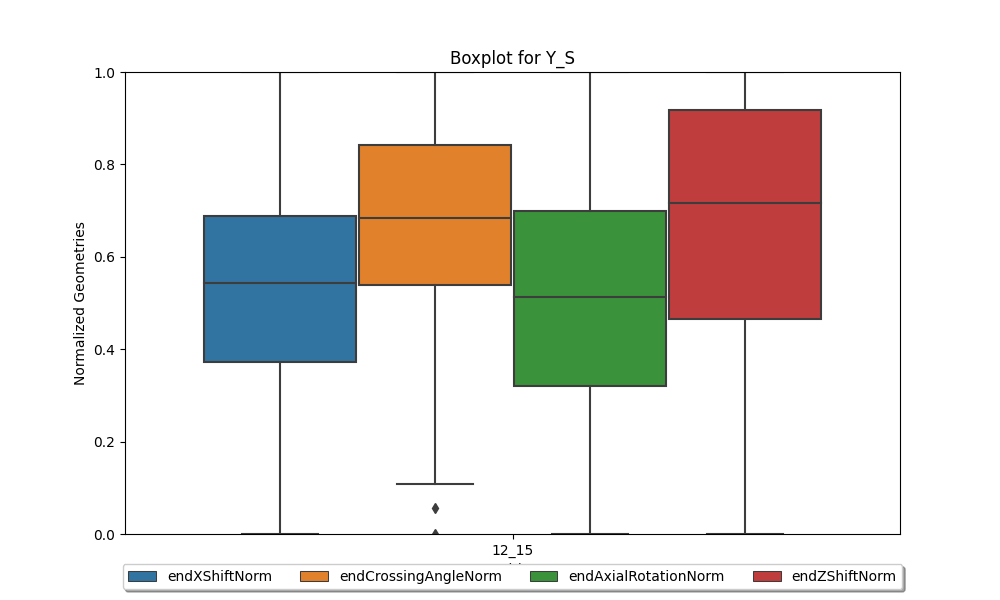 Boxplot for Y_S
1.0
0.8
0.6
0.4
0.2
0.0
Normalized Geometries
12_15
endXShiftNorm endCrossingAngleNorm endAxialRotationNorm endZShiftNorm